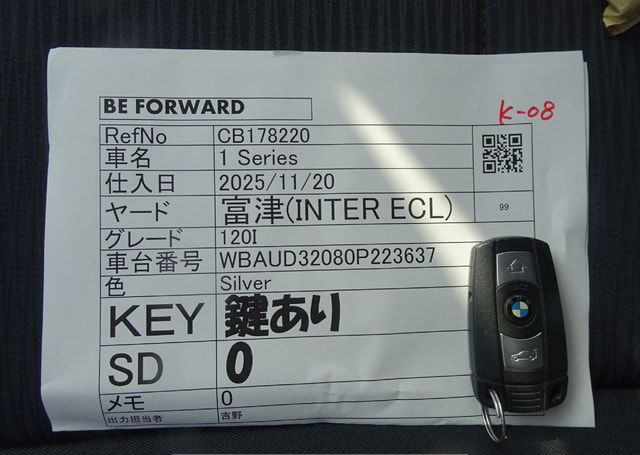 BE FORWARD
K-08
RefNo CB178220
車名 1 Series
仕入日 2025/11/20
ヤード 富津(INTER ECL) 99
グレード 120I
車台番号 WBAUD32080P223637
色 Silver
KEY 鍵あり
SD 0
メモ 0
出力担当者 吉野
BMW